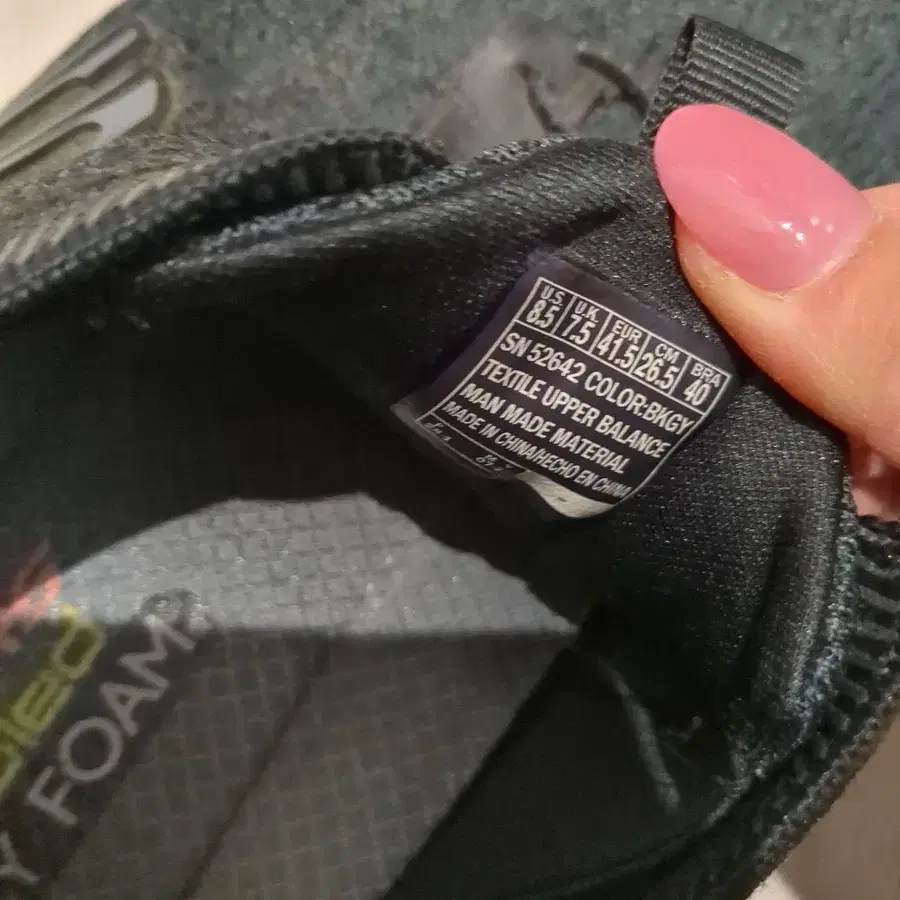 U.S. U.K. EUR CM BRA
8.5 7.5 41.5 26.5 40
SN 52642 COLOR:BKGY
TEXTILE UPPER BALANCE
MAN MADE MATERIAL
MADE IN CHINA/HECHO EN CHINA
FOAM